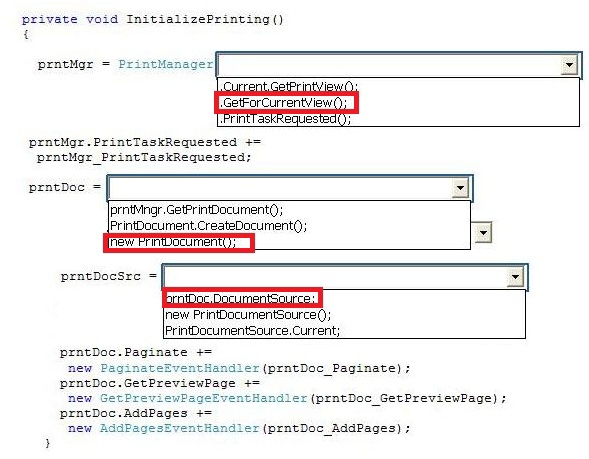 private void InitializePrinting()
{
prntMgr = PrintManager
.Current.GetPrintView();
.GetForCurrentView();
.PrintTaskRequested();
prntMgr.PrintTaskRequested +=
prntMgr_PrintTaskRequested;
prntDoc =
prntMngr.GetPrintDocument();
PrintDocument.CreateDocument();
new PrintDocument();
prntDocSrc =
prntDoc.DocumentSource;
new PrintDocumentSource();
PrintDocumentSource.Current;
prntDoc.Paginate +=
new PaginateEventHandler(prntDoc_Paginate);
prntDoc.GetPreviewPage +=
new GetPreviewPageEventHandler(prntDoc_GetPreviewPage);
prntDoc.AddPages +=
new AddPagesEventHandler(prntDoc_AddPages);
}